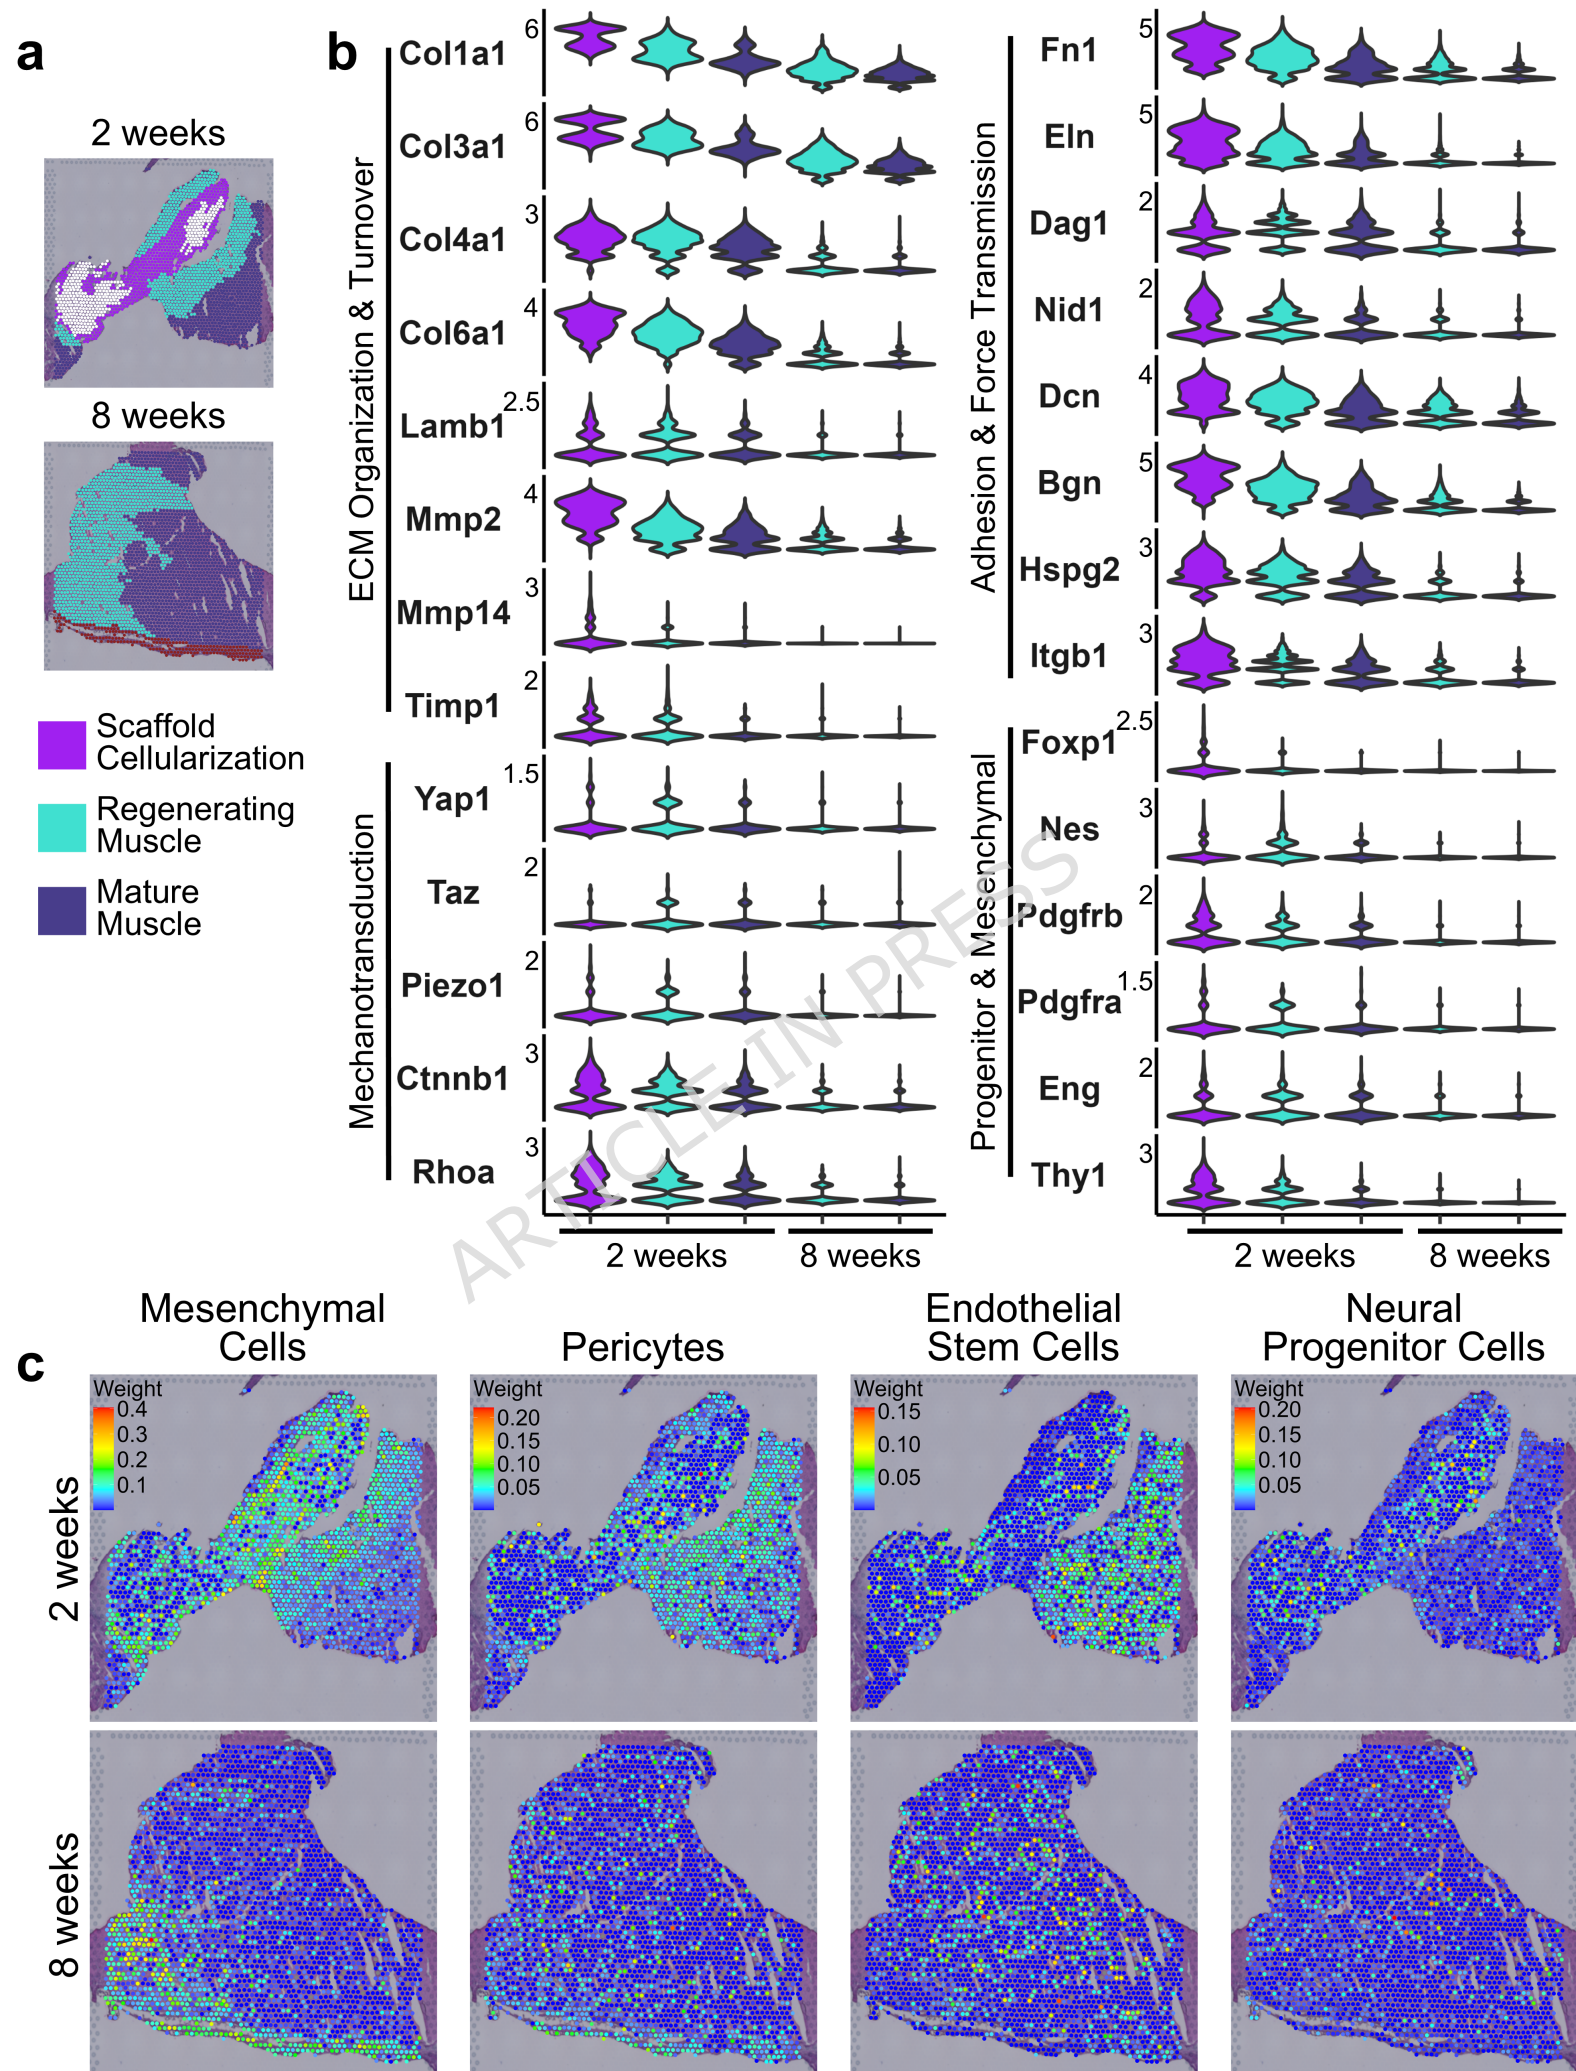 a
2 weeks
8 weeks
Scaffold
Cellularization
Regenerating
Muscle
Mature
Muscle
b
ECM Organization & Turnover
Col1a1
6
Col3a1
6
Col4a1
3
Col6a1
4
Lamb1
2.5
Mmp2
4
Mmp14
3
Timp1
2
Mechanotransduction
Yap1
1.5
Taz
2
Piezo1
2
Ctnnb1
3
Rhoa
3
2 weeks
8 weeks
Adhesion & Force Transmission
Fn1
5
Eln
5
Dag1
2
Nid1
2
Dcn
4
Bgn
5
Hspg2
3
Itgb1
3
Progenitor & Mesenchymal
Foxp1
2.5
Nes
3
Pdgfrb
2
Pdgfra
1.5
Eng
2
Thy1
3
2 weeks
8 weeks
ARTICLE IN PRESS
c
Mesenchymal
Cells
Pericytes
Endothelial
Stem Cells
Neural
Progenitor Cells
2 weeks
Weight
0.4
0.3
0.2
0.1
Weight
0.20
0.15
0.10
0.05
Weight
0.15
0.10
0.05
Weight
0.20
0.15
0.10
0.05
8 weeks